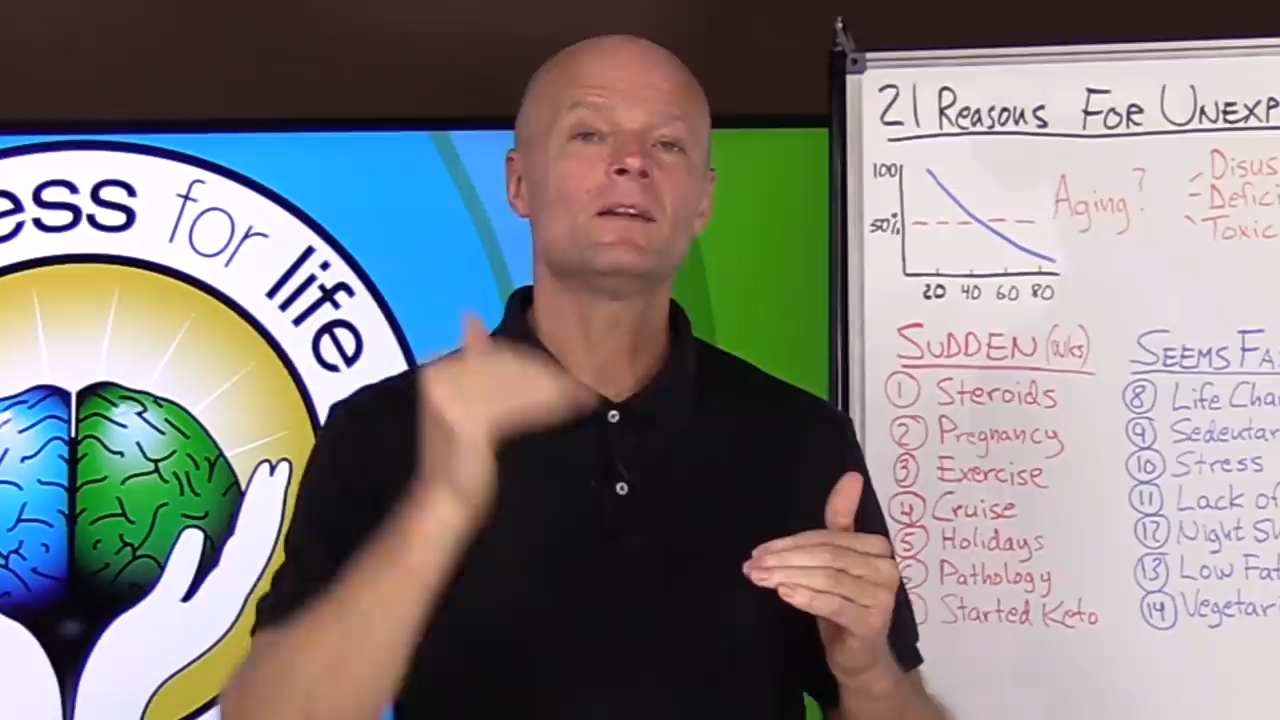 ess for life
21 Reasons For UNEXP
100
50%
20 40 60 80
Aging?
Disus
- Defici
Toxic
SUDDEN (wks)
1 Steroids
2 Pregnancy
3 Exercise
4 Cruise
5 Holidays
Pathology
Started Keto
SEEMS FA
8 Life Cha
9 Sedentar
10 Stress
11 Lack of
12 Night Sh
13 Low Fat
14 Vegetar